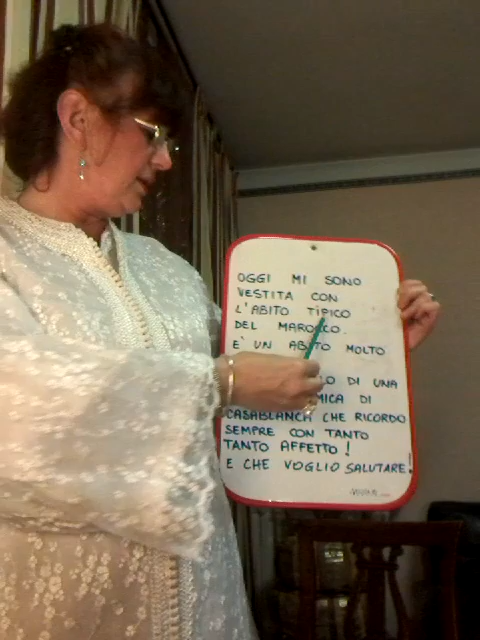 OGGI MI SONO
VESTITA CON
L'ABITO TIPICO
DEL MAROCCO.
E' UN ABITO MOLTO
DI UNA
MICA DI
CASABLANCA CHE RICORDO
SEMPRE CON TANTO
TANTO AFFETTO!
E CHE VOGLIO SALUTARE!